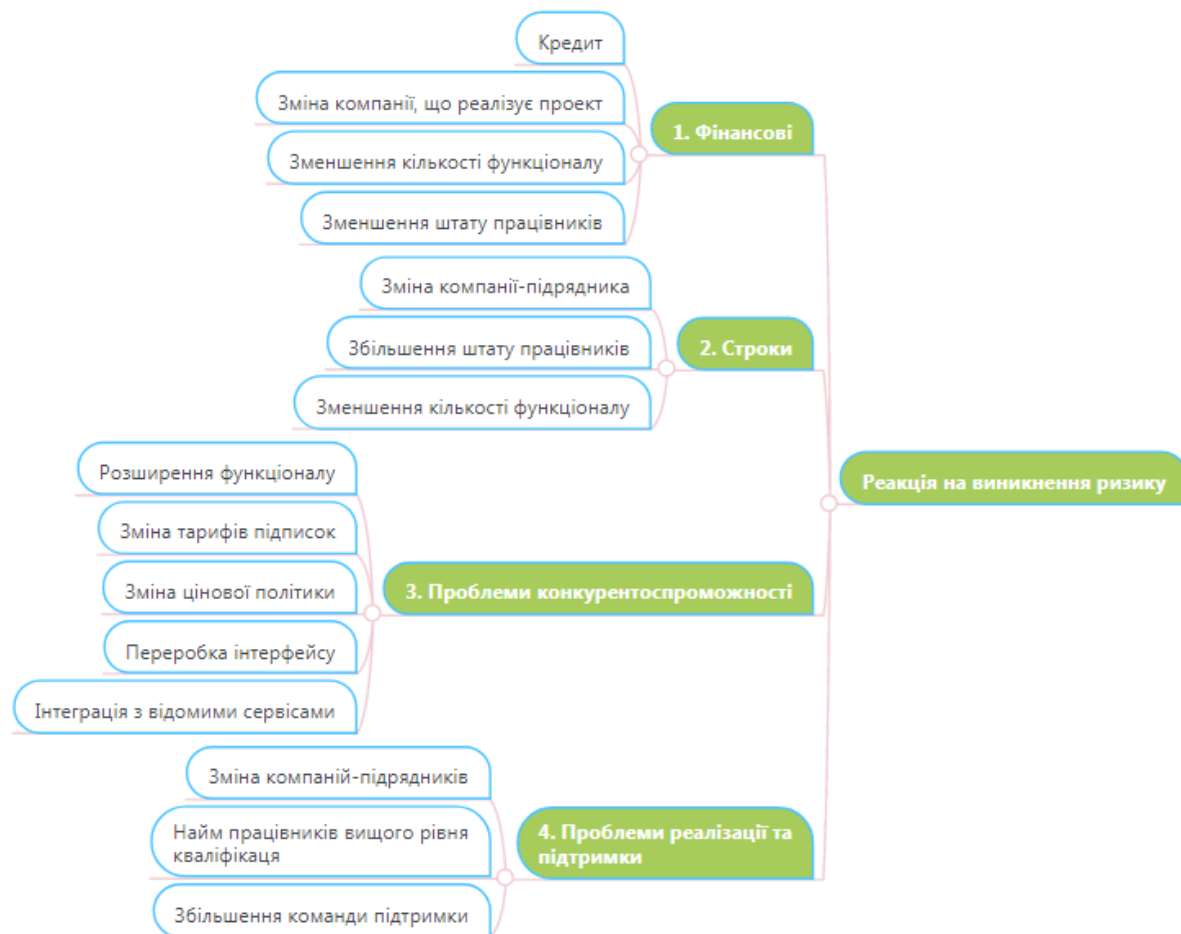 Кредит
Зміна компанії, що реалізує проект
1. Фінансові
Зменшення кількості функціоналу
Зменшення штату працівників
Зміна компанії-підрядника
Збільшення штату працівників
2. Строки
Зменшення кількості функціоналу
Розширення функціоналу
Реакція на виникнення ризику
Зміна тарифів підписок
Зміна цінової політики
3. Проблеми конкурентоспроможності
Переробка інтерфейсу
Інтеграція з відомими сервісами
Зміна компаній-підрядників
Найм працівників вищого рівня
кваліфікаця
4. Проблеми реалізації та
підтримки
Збільшення команди підтримки